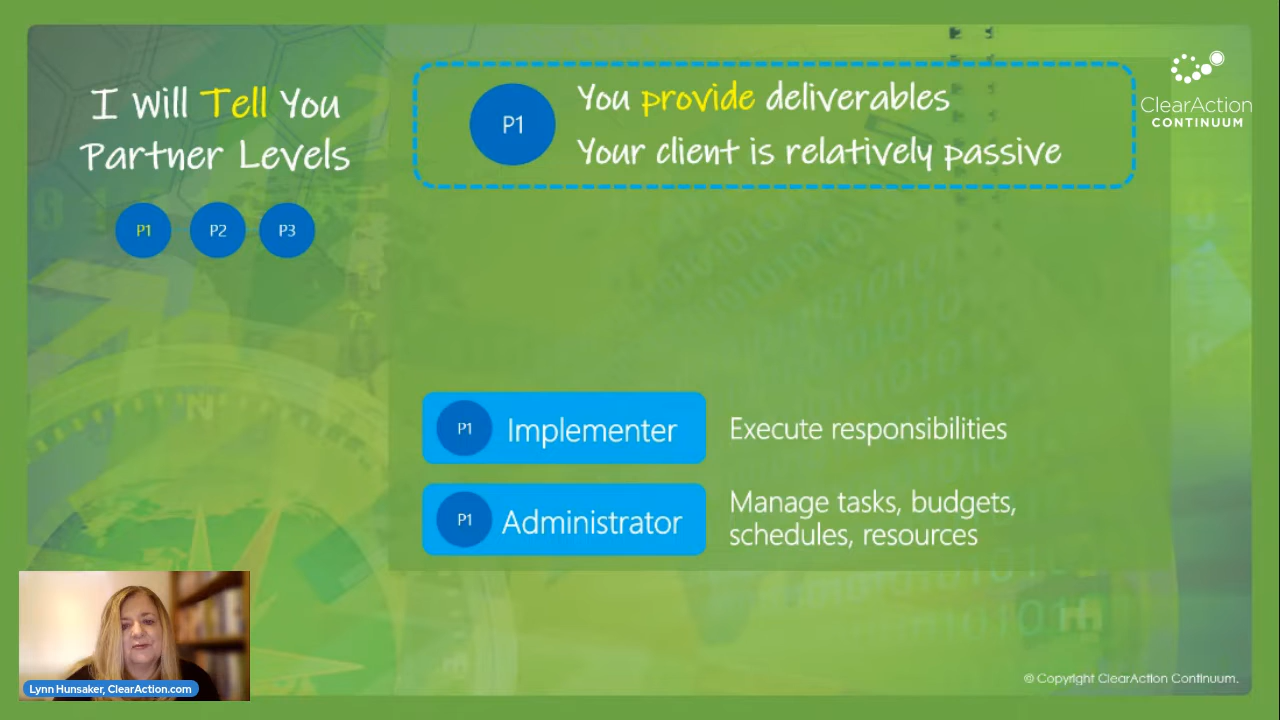 I Will Tell You
Partner Levels
P1 P2 P3
P1
You provide deliverables
Your client is relatively passive
ClearAction
CONTINUUM
P1 Implementer
Execute responsibilities
P1 Administrator
Manage tasks, budgets,
schedules, resources
Lynn Hunsaker, ClearAction.com
© Copyright ClearAction Continuum.